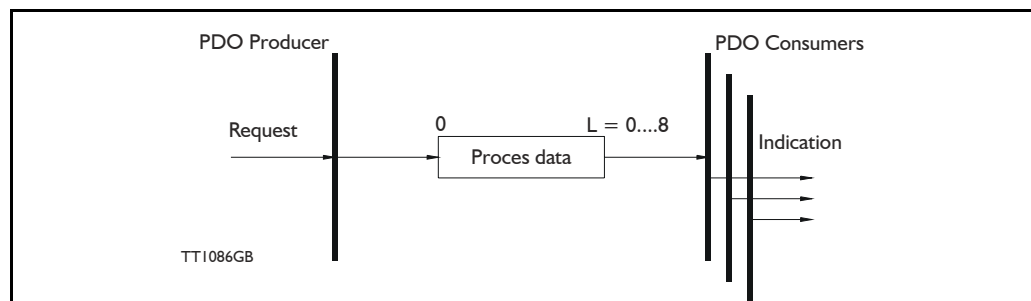 PDO Producer
PDO Consumers
0
L = 0....8
Request
Proces data
Indication
TT1086GB